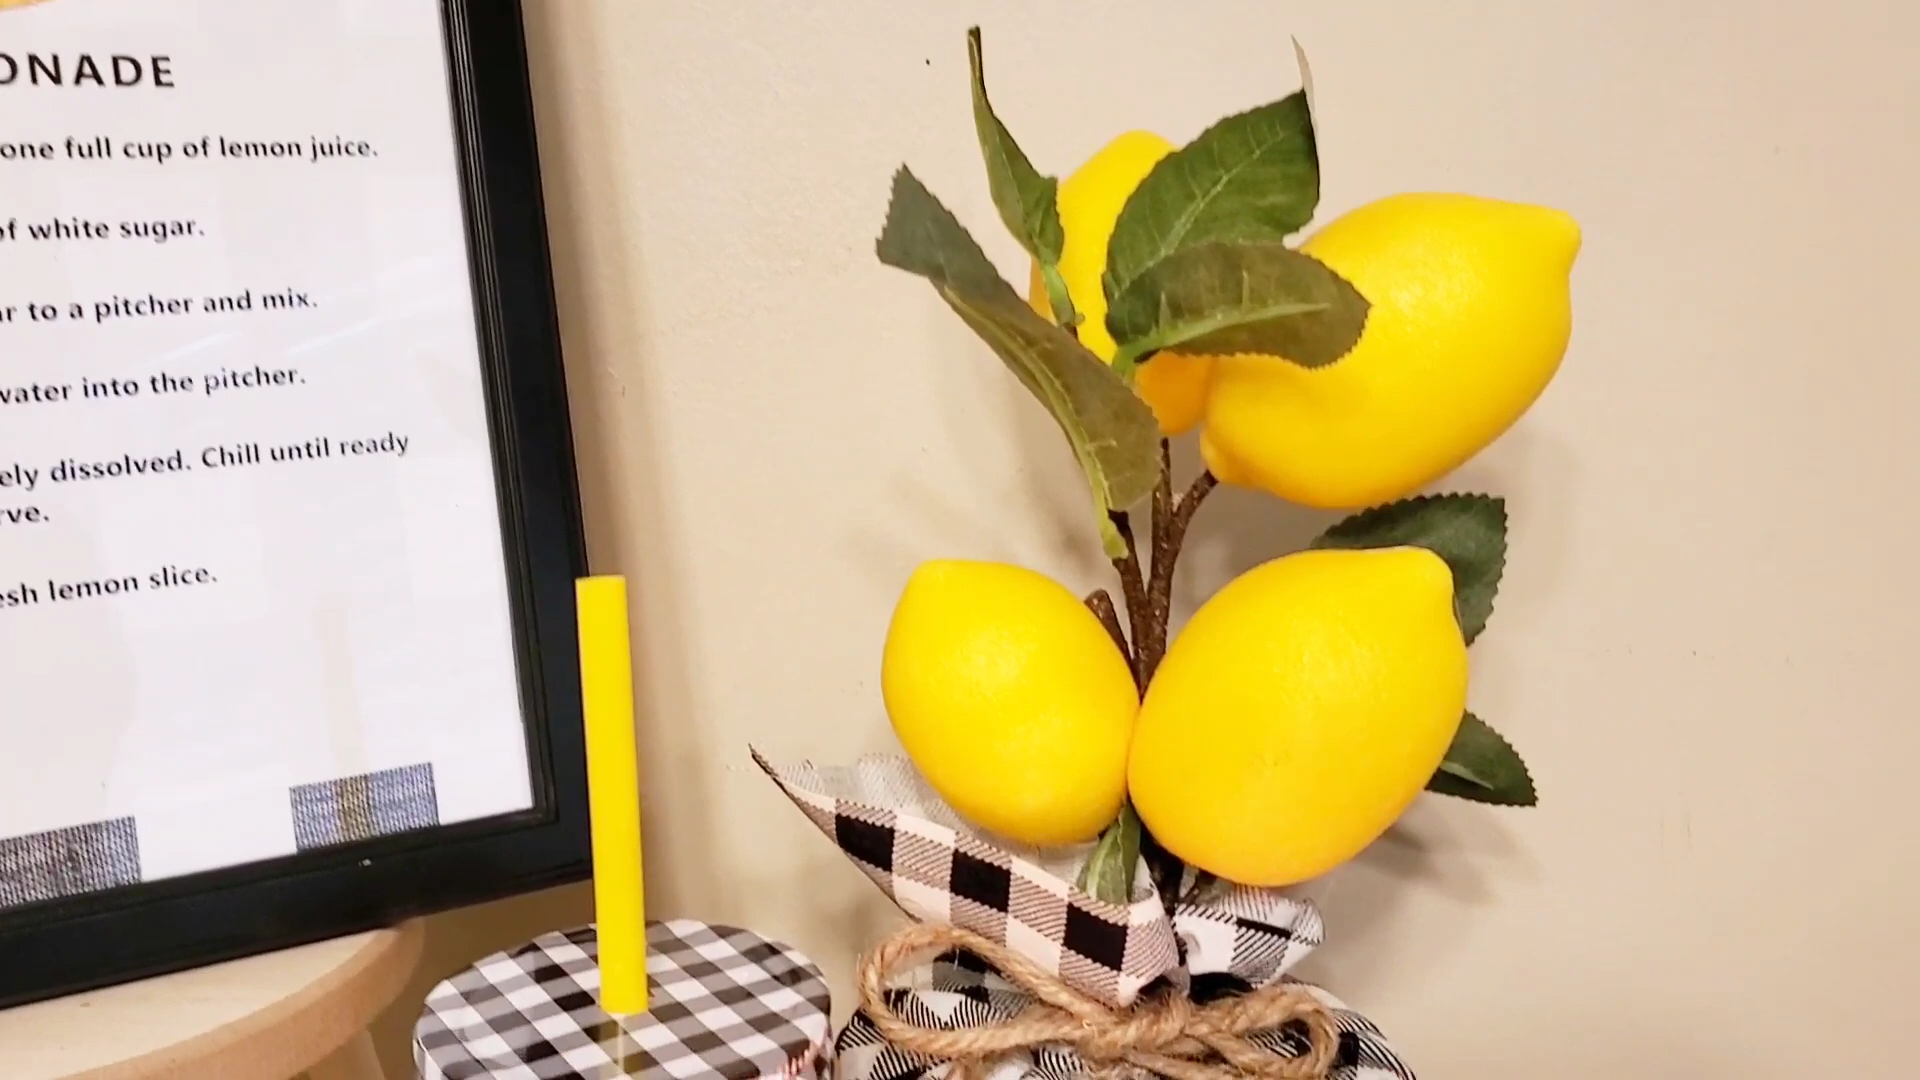 ONADE
one full cup of lemon juice.
of white sugar.
ar to a pitcher and mix.
water into the pitcher.
ely dissolved. Chill until ready
rve.
esh lemon slice.